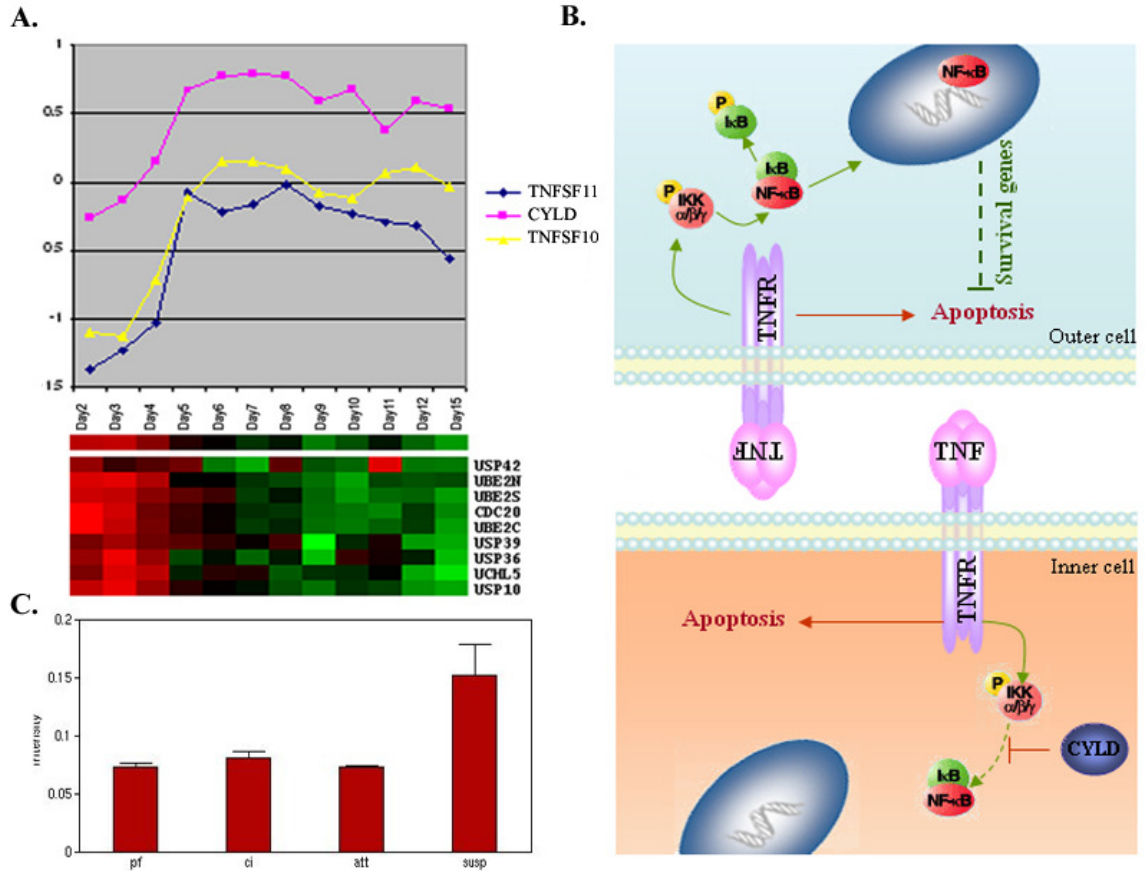 A.
1
0.5
0
0.5
-1
15
TNFSF11
CYLD
TNFSF10
Day2
Day3
Day4
Day5
Day6
Day7
Day8
Day9
Day10
Day11
Day12
Day15
USP42
UBE2N
UBE2S
CDC20
UBE2C
USP39
USP36
UCHL5
USP10
C.
0.2
0.15
0.1
0.05
0
intensity
pf
ci
att
susp
B.
NF-κB
P
IκB
IκB
NF-κB
P
IKK
α/β/γ
Survival genes
TNFR
Apoptosis
Outer cell
TNF
TNF
Inner cell
TNFR
Apoptosis
P
IKK
α/β/γ
CYLD
IκB
NF-κB